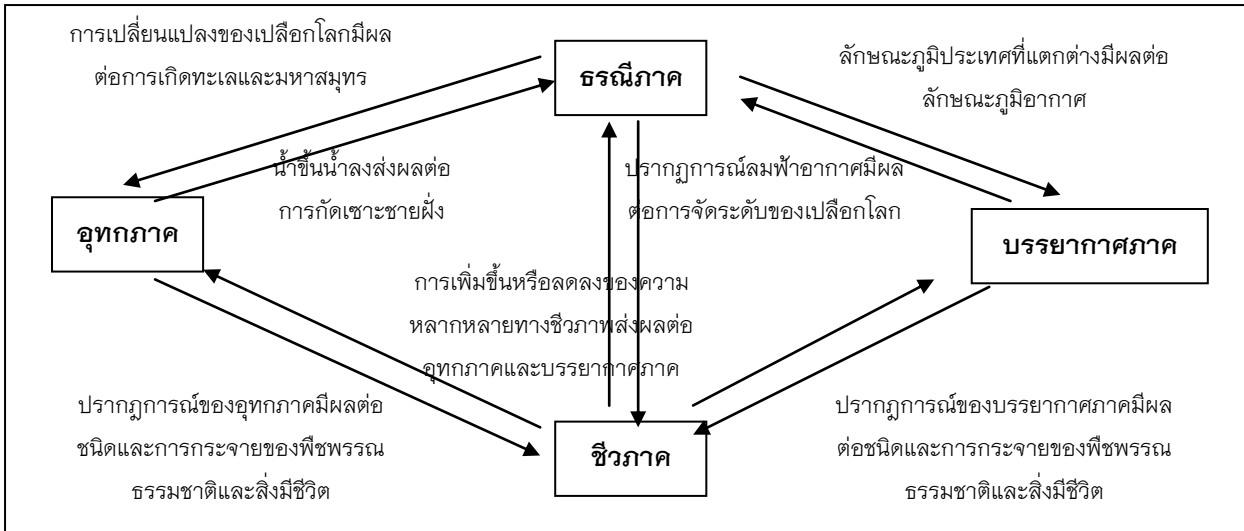 การเปลี่ยนแปลงของเปลือกโลกมีผล
ต่อการเกิดทะเลและมหาสมุทร
ธรณีภาค
ลักษณะภูมิประเทศที่แตกต่างมีผลต่อ
ลักษณะภูมิอากาศ
น้ำขึ้นน้ำลงส่งผลต่อ
การกัดเซาะชายฝั่ง
ปรากฏการณ์ลมฟ้าอากาศมีผล
ต่อการจัดระดับของเปลือกโลก
อุทกภาค
บรรยากาศภาค
การเพิ่มขึ้นหรือลดลงของความ
หลากหลายทางชีวภาพส่งผลต่อ
อุทกภาคและบรรยากาศภาค
ปรากฎการณ์ของอุทกภาคมีผลต่อ
ชนิดและการกระจายของพืชพรรณ
ธรรมชาติและสิ่งมีชีวิต
ชีวภาค
ปรากฎการณ์ของบรรยากาศภาคมีผล
ต่อชนิดและการกระจายของพืชพรรณ
ธรรมชาติและสิ่งมีชีวิต